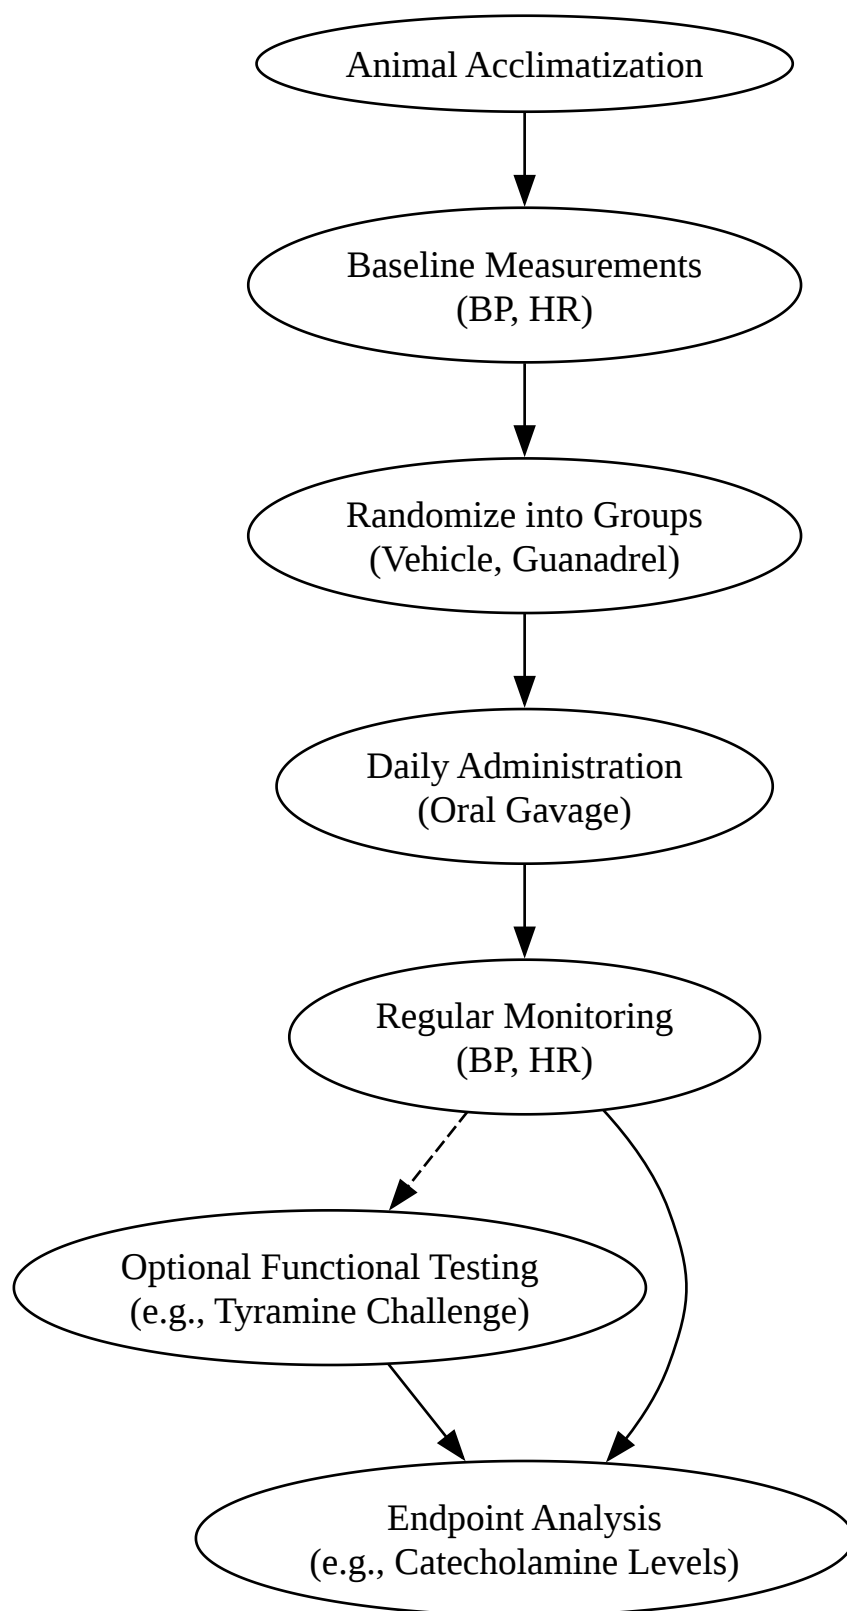 Animal Acclimatization
Baseline Measurements
(BP, HR)
Randomize into Groups
(Vehicle, Guanadrel)
Daily Administration
(Oral Gavage)
Regular Monitoring
(BP, HR)
Optional Functional Testing
(e.g., Tyramine Challenge)
Endpoint Analysis
(e.g., Catecholamine Levels)